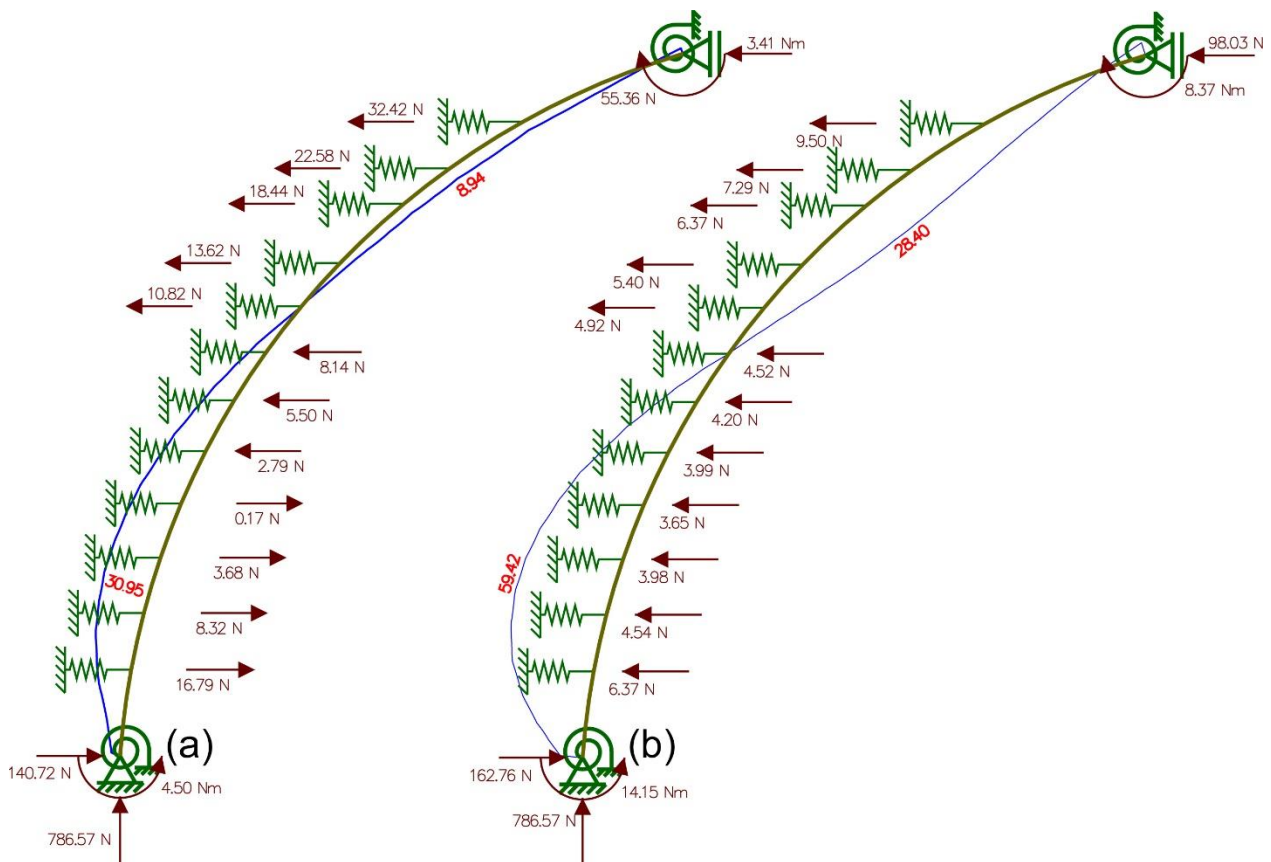 3.41 Nm
55.36 N
32.42 N
22.58 N
18.44 N
8.94
13.62 N
10.82 N
8.14 N
5.50 N
2.79 N
0.17 N
3.68 N
30.95
8.32 N
16.79 N
(a)
140.72 N
4.50 Nm
786.57 N
98.03 N
8.37 Nm
9.50 N
7.29 N
6.37 N
28.40
5.40 N
4.92 N
4.52 N
4.20 N
3.99 N
3.65 N
59.42
3.98 N
4.54 N
6.37 N
(b)
162.76 N
14.15 Nm
786.57 N